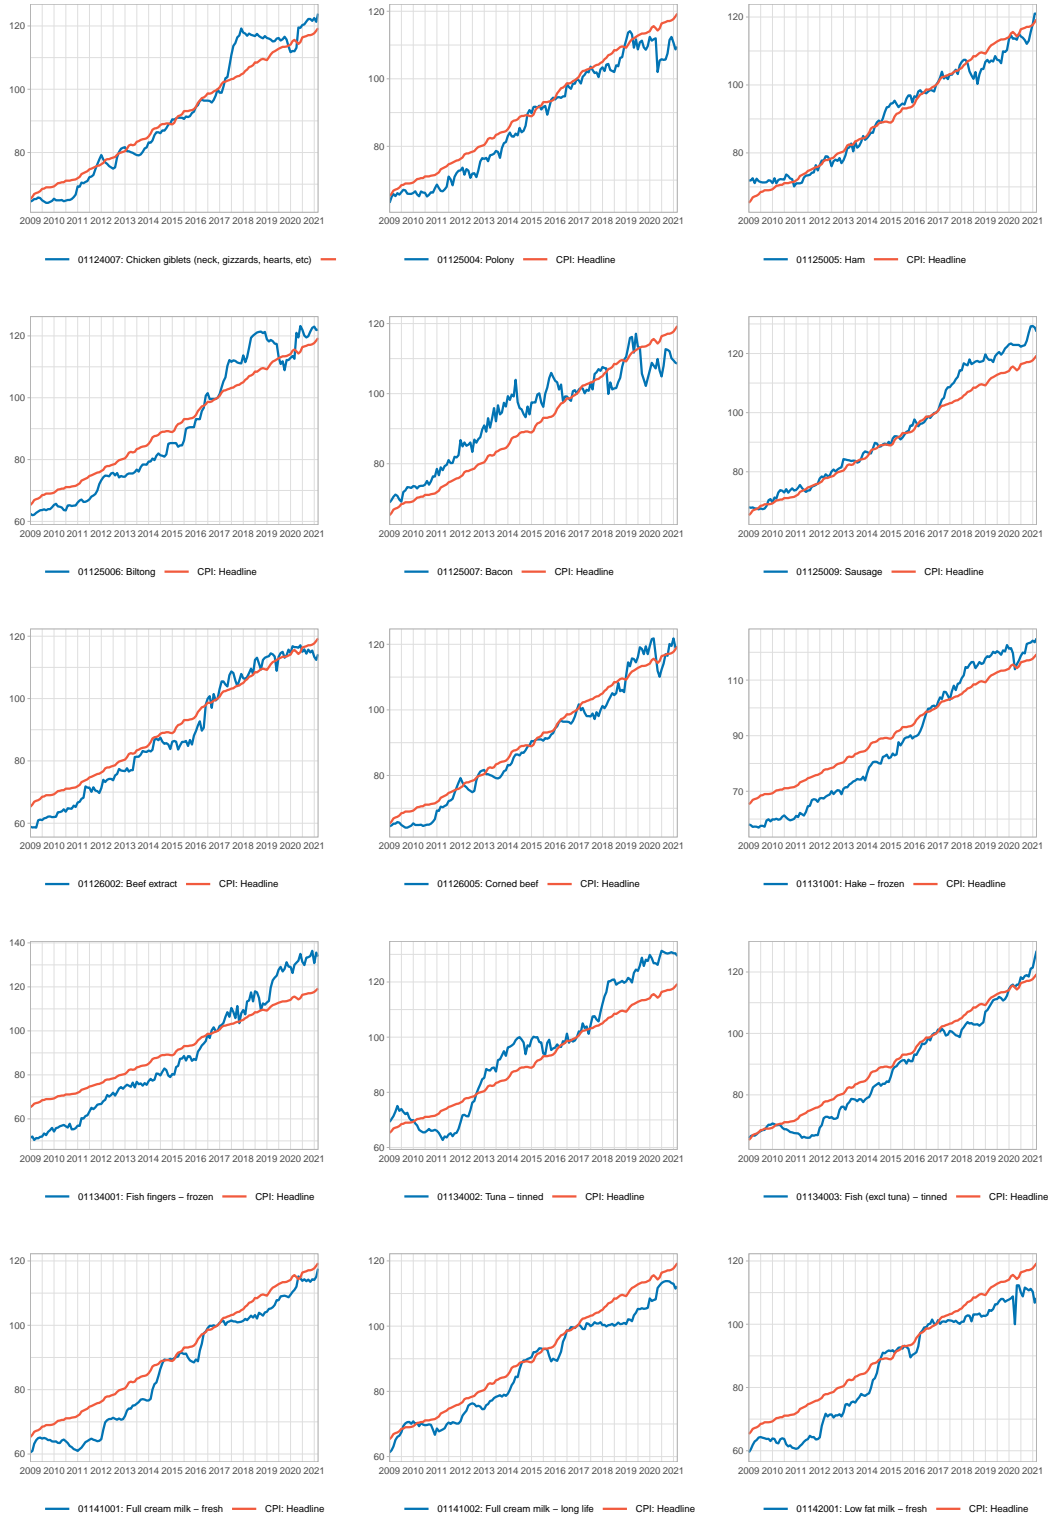 120
100
80
2009 2010 2011 2012 2013 2014 2015 2016 2017 2018 2019 2020 2021
01124007: Chicken giblets (neck, gizzards, hearts, etc)
120
100
80
60
2009 2010 2011 2012 2013 2014 2015 2016 2017 2018 2019 2020 2021
01125004: Polony CPI: Headline
120
100
80
2009 2010 2011 2012 2013 2014 2015 2016 2017 2018 2019 2020 2021
01125005: Ham CPI: Headline
120
100
80
60
2009 2010 2011 2012 2013 2014 2015 2016 2017 2018 2019 2020 2021
01125006: Biltong CPI: Headline
120
100
80
2009 2010 2011 2012 2013 2014 2015 2016 2017 2018 2019 2020 2021
01125007: Bacon CPI: Headline
120
100
80
2009 2010 2011 2012 2013 2014 2015 2016 2017 2018 2019 2020 2021
01125009: Sausage CPI: Headline
120
100
80
60
2009 2010 2011 2012 2013 2014 2015 2016 2017 2018 2019 2020 2021
01126002: Beef extract CPI: Headline
120
100
80
2009 2010 2011 2012 2013 2014 2015 2016 2017 2018 2019 2020 2021
01126005: Corned beef CPI: Headline
110
90
70
2009 2010 2011 2012 2013 2014 2015 2016 2017 2018 2019 2020 2021
01131001: Hake − frozen CPI: Headline
140
120
100
80
60
2009 2010 2011 2012 2013 2014 2015 2016 2017 2018 2019 2020 2021
01134001: Fish fingers − frozen CPI: Headline
120
100
80
60
2009 2010 2011 2012 2013 2014 2015 2016 2017 2018 2019 2020 2021
01134002: Tuna − tinned CPI: Headline
120
100
80
2009 2010 2011 2012 2013 2014 2015 2016 2017 2018 2019 2020 2021
01134003: Fish (excl tuna) − tinned CPI: Headline
120
100
80
60
2009 2010 2011 2012 2013 2014 2015 2016 2017 2018 2019 2020 2021
01141001: Full cream milk − fresh CPI: Headline
120
100
80
60
2009 2010 2011 2012 2013 2014 2015 2016 2017 2018 2019 2020 2021
01141002: Full cream milk − long life CPI: Headline
120
100
80
60
2009 2010 2011 2012 2013 2014 2015 2016 2017 2018 2019 2020 2021
01142001: Low fat milk − fresh CPI: Headline